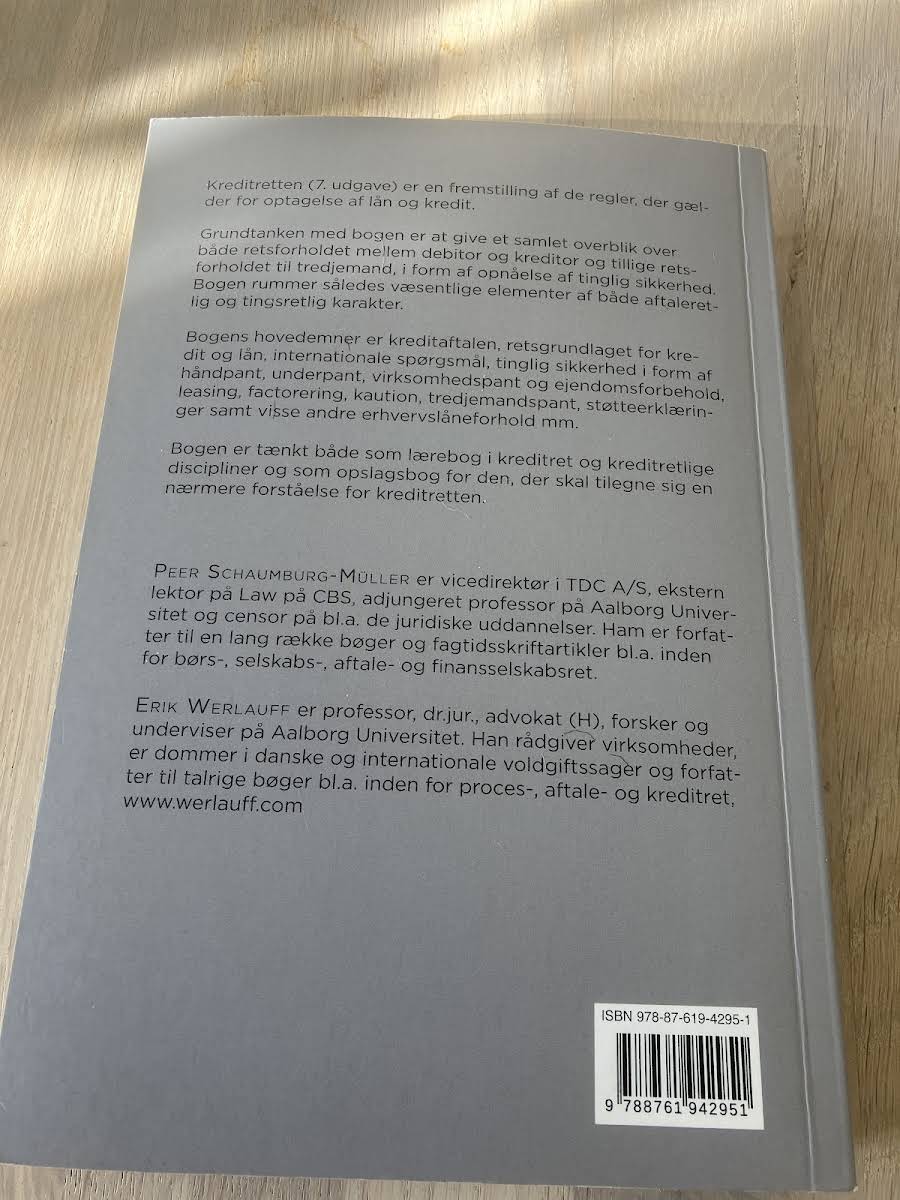 Kreditretten (7. udgave) er en fremstilling af de regler, der gæl-
der for optagelse af lån og kredit.
Grundtanken med bogen er at give et samlet overblik over
både retsforholdet mellem debitor og kreditor og tillige rets-
forholdet til tredjemand, i form af opnåelse af tinglig sikkerhed.
Bogen rummer således væsentlige elementer af både aftaleret-
lig og tingsretlig karakter.
Bogens hovedemner er kreditaftalen, retsgrundlaget for kre-
dit og lån, internationale spørgsmål, tinglig sikkerhed i form af
håndpant, underpant, virksomhedspant og ejendomsforbehold,
leasing, factorering, kaution, tredjemandspant, støtteerklærin-
ger samt visse andre erhvervslåneforhold mm.
Bogen er tænkt både som lærebog i kreditret og kreditretlige
discipliner og som opslagsbog for den, der skal tilegne sig en
nærmere forståelse for kreditretten.
PEER SCHAUMBURG-MÜLLER er vicedirektør i TDC A/S, ekstern
lektor på Law på CBS, adjungeret professor på Aalborg Univer-
sitet og censor på bl.a. de juridiske uddannelser. Ham er forfat-
ter til en lang række bøger og fagtidsskriftartikler bl.a. inden
for børs-, selskabs-, aftale- og finansselskabsret.
ERIK WERLAUFF er professor, dr.jur., advokat (H), forsker og
underviser på Aalborg Universitet. Han rådgiver virksomheder,
er dommer i danske og internationale voldgiftssager og forfat-
ter til talrige bøger bl.a. inden for proces-, aftale- og kreditret,
www.werlauff.com
ISBN 978-87-619-4295-1
9 788761 942951